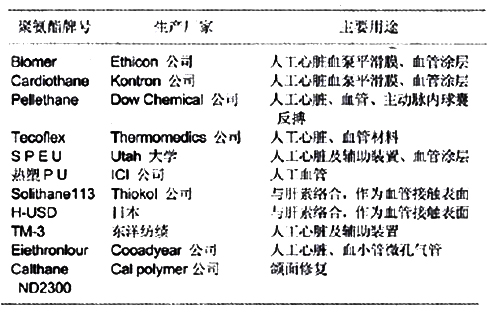 聚氨酯牌号 生产厂家 主要用途
Biomer Ethicon 公司 人工心脏血泵平滑膜、血管涂层
Cardiothane Kontron 公司 人工心脏血泵平滑膜、血管涂层
Pellethane Dow Chemical 公司 人工心脏、血管、主动脉内球囊
反搏
Tecoflex Thermomedics 公司 人工心脏、血管材料
S P E U Utah 大学 人工心脏及辅助装置、血管涂层
热塑 P U ICI 公司 人工血管
Solithane113 Thiokol 公司 与肝素络合，作为血管接触表面
H-USD 日本 与肝素络合，作为血管接触表面
TM-3 东洋纺绩 人工心脏及辅助装置
Eiethronlour Cooadyear 公司 人工心脏、血小管微孔气管
Calthane Cal polymer 公司 颌面修复
ND2300